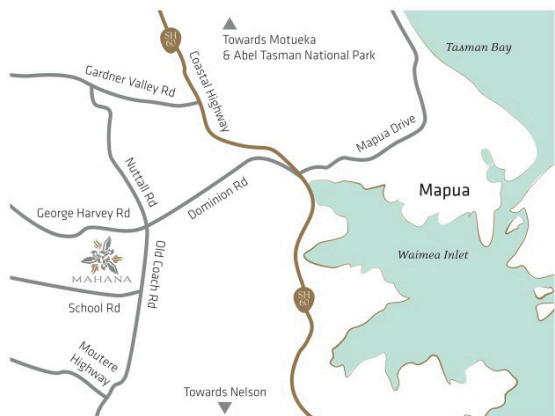 SH
60
Towards Motueka
& Abel Tasman National Park
Tasman Bay
Gardner Valley Rd
Coastal Highway
Mapua Drive
Nuttall Rd
Dominion Rd
Mapua
George Harvey Rd
Waimea Inlet
MAHANA
Old Coach Rd
School Rd
SH
60
Moutere
Highway
Towards Nelson